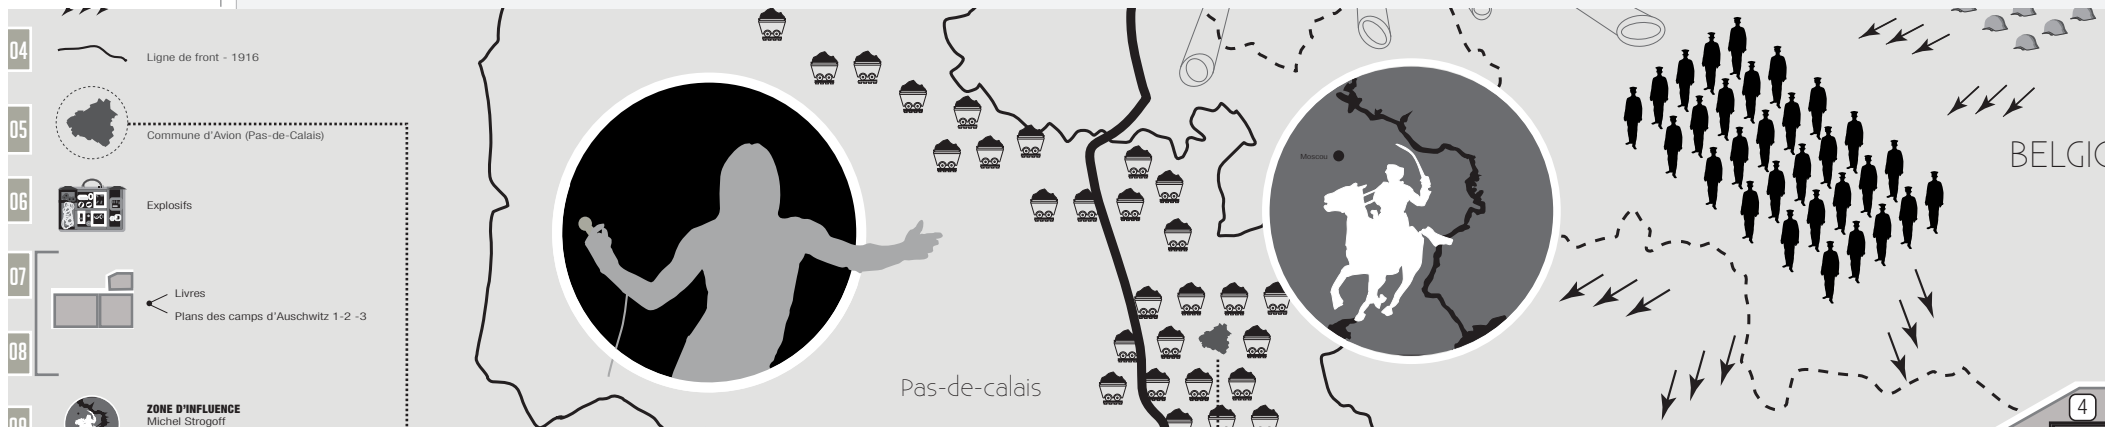 04
Ligne de front - 1916
05
Commune d'Avion (Pas-de-Calais)
06
Explosifs
07
Livres
Plans des camps d'Auschwitz 1-2 -3
08
ZONE D'INFLUENCE
Michel Strogoff
Pas-de-calais
Moscou
BELGIC
4